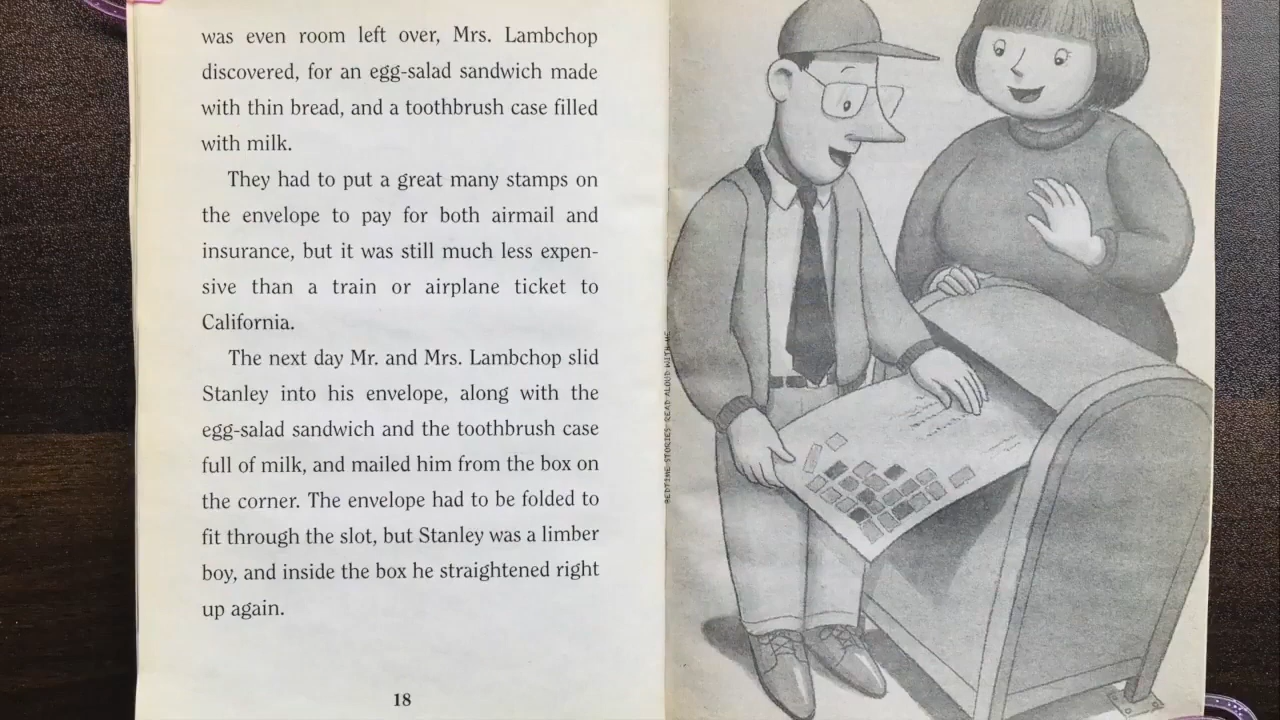 was even room left over, Mrs. Lambchop
discovered, for an egg-salad sandwich made
with thin bread, and a toothbrush case filled
with milk.
They had to put a great many stamps on
the envelope to pay for both airmail and
insurance, but it was still much less expen-
sive than a train or airplane ticket to
California.
The next day Mr. and Mrs. Lambchop slid
Stanley into his envelope, along with the
egg-salad sandwich and the toothbrush case
full of milk, and mailed him from the box on
the corner. The envelope had to be folded to
fit through the slot, but Stanley was a limber
boy, and inside the box he straightened right
up again.
18
BEDTIME STORIES READ ALOUD WITH ME